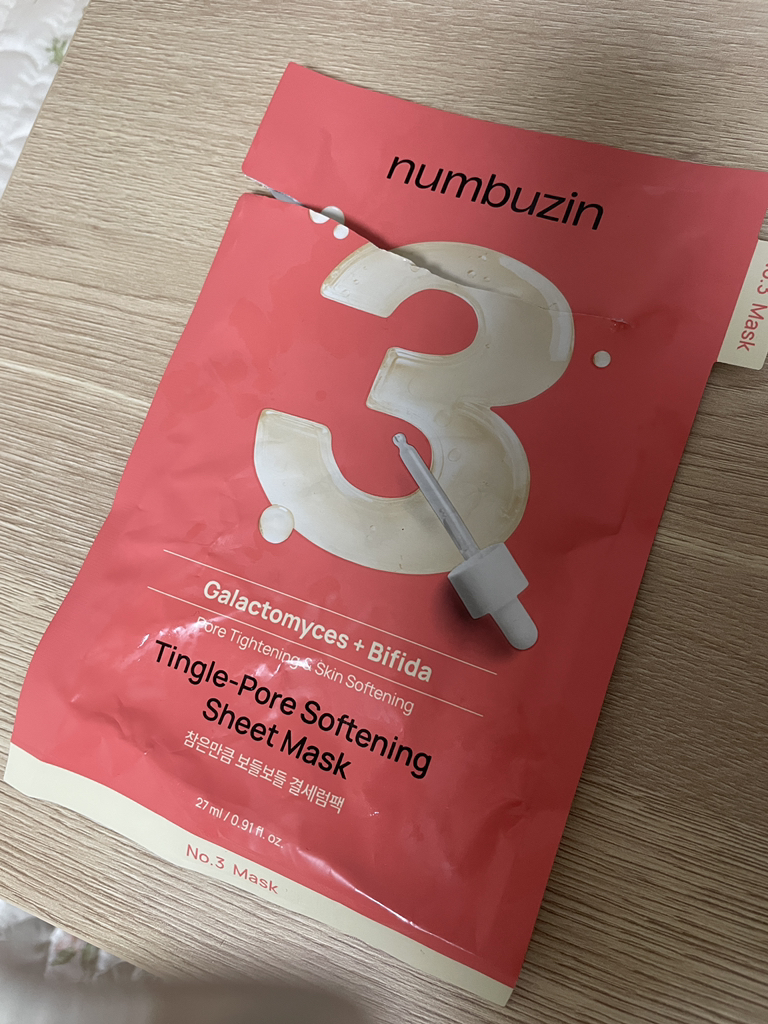 numbuzin
3
No.3 Mask
Galactomyces + Bifida
Pore Tightening & Skin Softening
Tingle-Pore Softening
Sheet Mask
참은만큼 보들보들 결세럼팩
27 ml / 0.91 fl. oz.
No.3 Mask